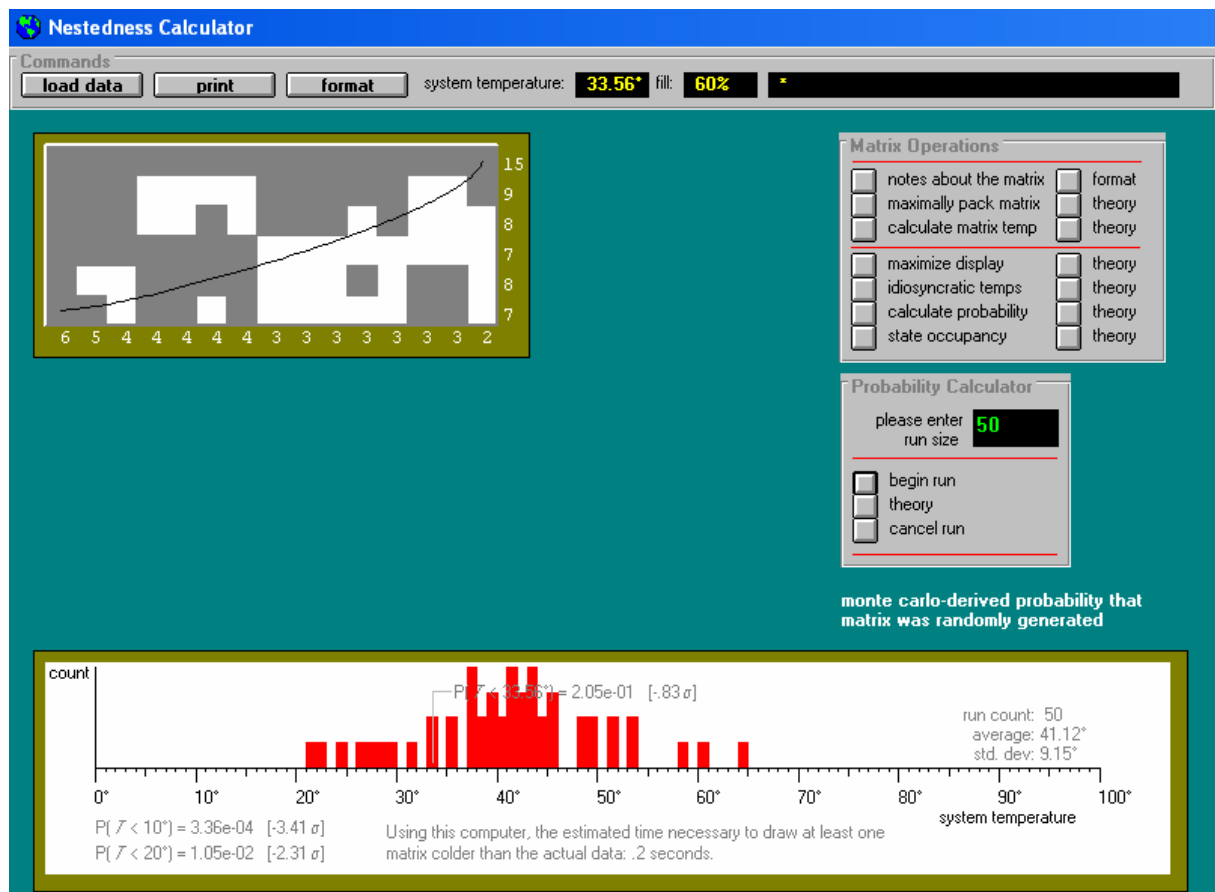 Nestedness Calculator
Commands
load data print format system temperature: 33.56° fill: 60% *
15
9
8
7
8
7
6 5 4 4 4 4 4 3 3 3 3 3 3 3 2
Matrix Operations
notes about the matrix format
maximally pack matrix theory
calculate matrix temp theory
maximize display theory
idiosyncratic temps theory
calculate probability theory
state occupancy theory
Probability Calculator
please enter 50
run size
begin run
theory
cancel run
monte carlo-derived probability that
matrix was randomly generated
count
P( T < 33.56°) = 2.05e-01 [-.83 σ]
run count: 50
average: 41.12°
std. dev: 9.15°
0° 10° 20° 30° 40° 50° 60° 70° 80° 90° 100°
system temperature
P( T < 10°) = 3.36e-04 [-3.41 σ]
P( T < 20°) = 1.05e-02 [-2.31 σ]
Using this computer, the estimated time necessary to draw at least one
matrix colder than the actual data: .2 seconds.